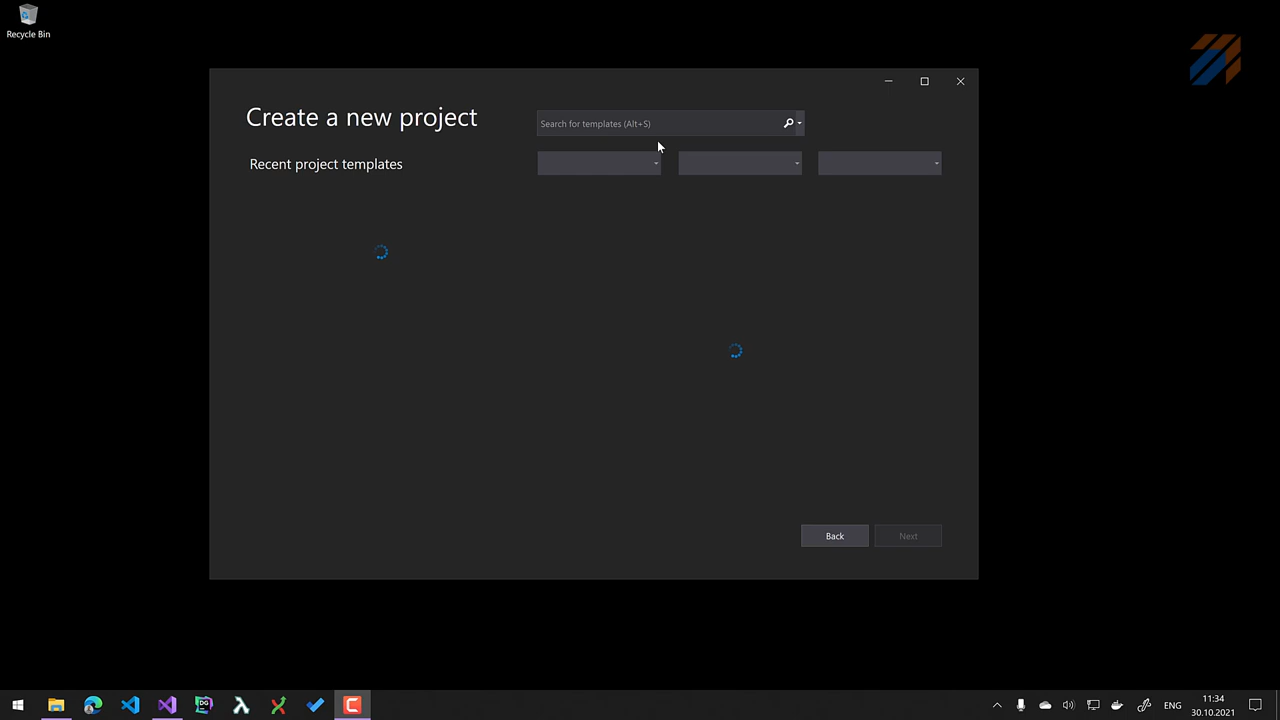 Recycle Bin
Create a new project
Search for templates (Alt+S)
Recent project templates
Back
Next
DG
C
ENG
11:34
30.10.2021